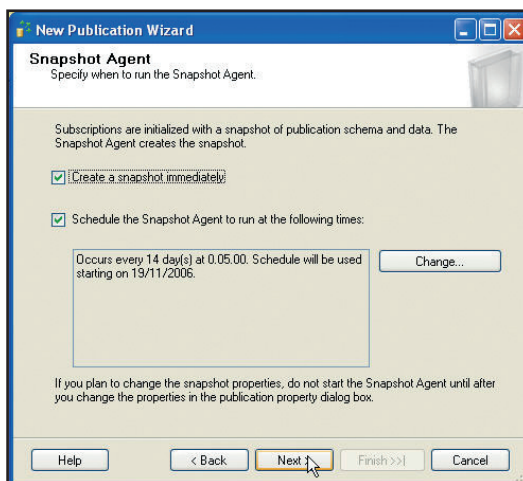 New Publication Wizard
Snapshot Agent
Specify when to run the Snapshot Agent.
Subscriptions are initialized with a snapshot of publication schema and data. The
Snapshot Agent creates the snapshot.
Create a snapshot immediately
Schedule the Snapshot Agent to run at the following times:
Occurs every 14 day(s) at 0.05.00. Schedule will be used
starting on 19/11/2006.
Change...
If you plan to change the snapshot properties, do not start the Snapshot Agent until after
you change the properties in the publication property dialog box.
Help
< Back
Next >
Finish >>|
Cancel